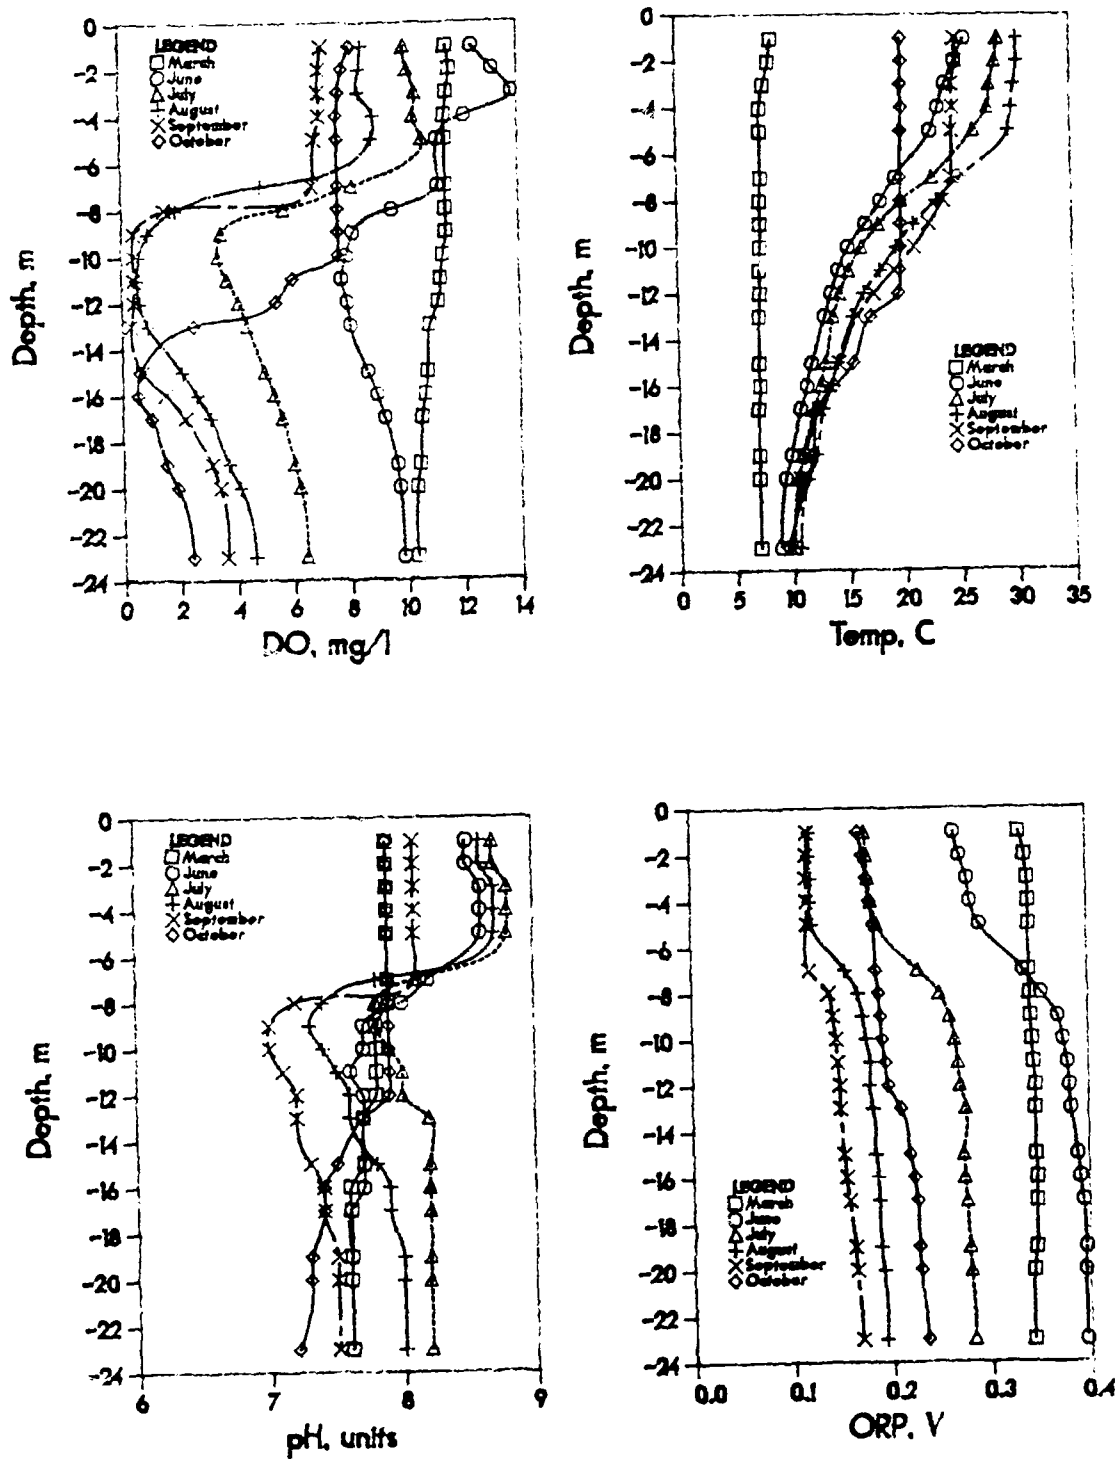 LEGEND
March
June
July
August
September
October
0
-2
-4
-6
-8
-10
-12
-14
-16
-18
-20
-22
-24
Depth, m
0 2 4 6 8 10 12 14
DO, mg/l
0
-2
-4
-6
-8
-10
-12
-14
-16
-18
-20
-22
-24
Depth, m
LEGEND
March
June
July
August
September
October
0 5 10 15 20 25 30 35
Temp, C
0
-2
-4
-6
-8
-10
-12
-14
-16
-18
-20
-22
-24
Depth, m
LEGEND
March
June
July
August
September
October
6 7 8 9
pH, units
0
-2
-4
-6
-8
-10
-12
-14
-16
-18
-20
-22
-24
Depth, m
LEGEND
March
June
July
August
September
October
0.0 0.1 0.2 0.3 0.4
ORP, V